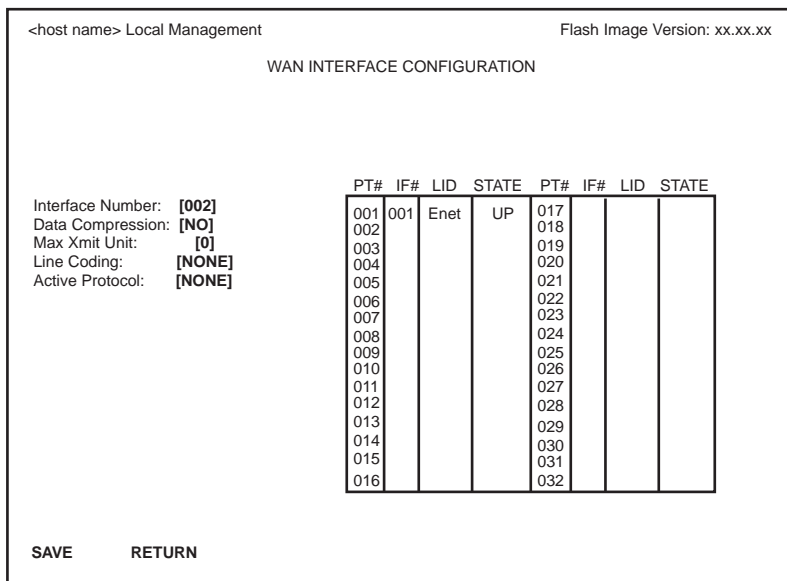 <host name> Local Management Flash Image Version: xx.xx.xx
WAN INTERFACE CONFIGURATION
Interface Number: [002]
Data Compression: [NO]
Max Xmit Unit: [0]
Line Coding: [NONE]
Active Protocol: [NONE]
PT# IF# LID STATE PT# IF# LID STATE
001 001 Enet UP 017
002 018
003 019
004 020
005 021
006 022
007 023
008 024
009 025
010 026
011 027
012 028
013 029
014 030
015 031
016 032
SAVE RETURN